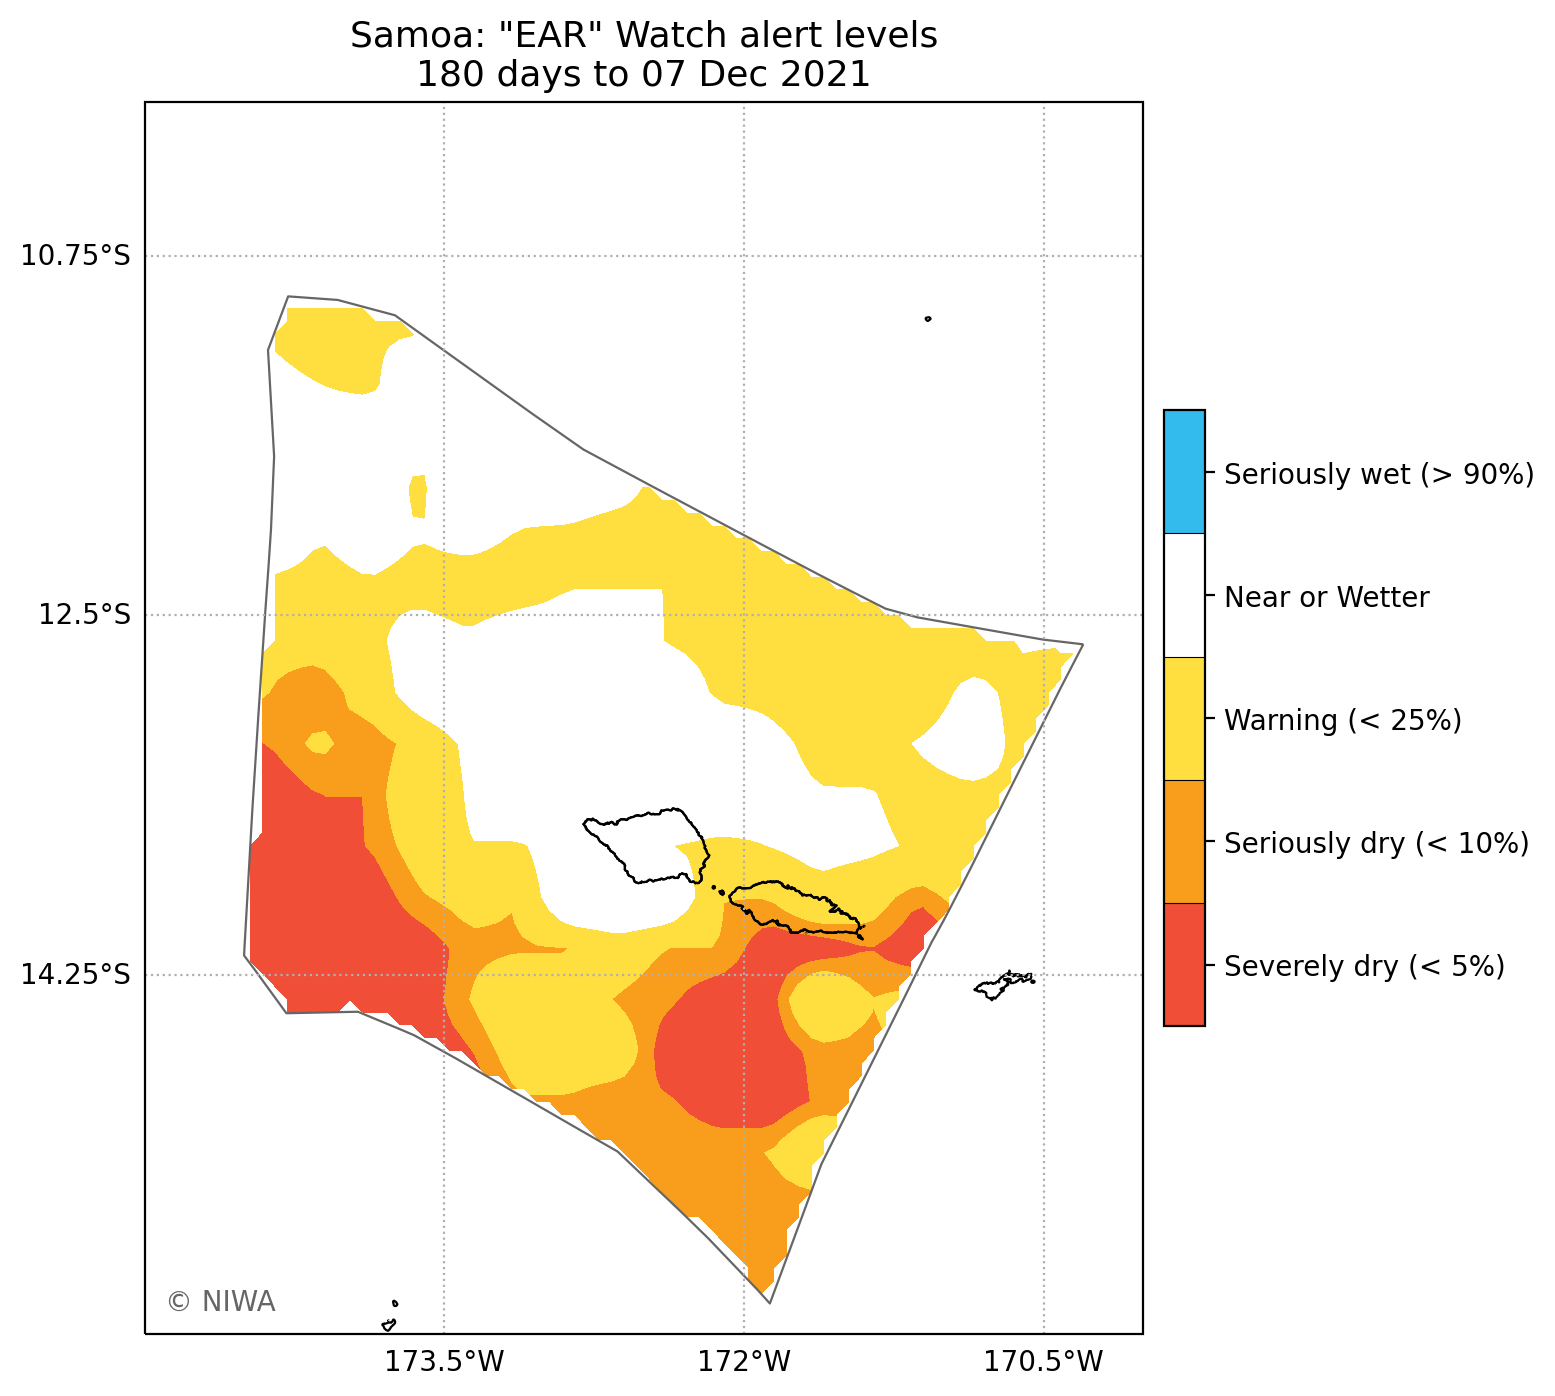 Samoa: "EAR" Watch alert levels
180 days to 07 Dec 2021
10.75°S
12.5°S
14.25°S
173.5°W
172°W
170.5°W
Seriously wet (> 90%)
Near or Wetter
Warning (< 25%)
Seriously dry (< 10%)
Severely dry (< 5%)
© NIWA